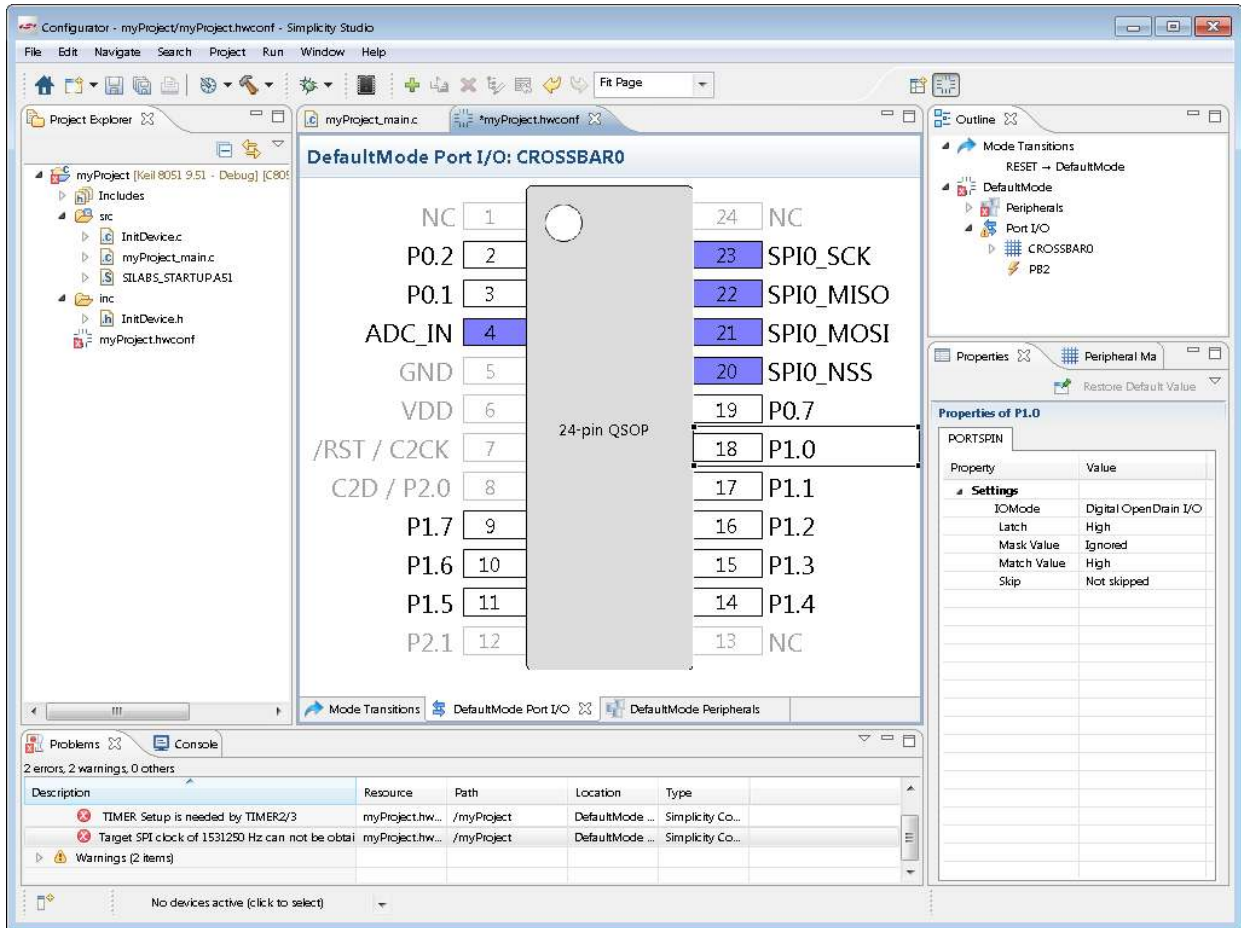 Configurator - myProject/myProject.hwconf - Simplicity Studio
File Edit Navigate Search Project Run Window Help
Fit Page
Project Explorer
myProject [Keil 8051 9.51 - Debug] [C805
Includes
src
InitDevice.c
myProject_main.c
SILABS_STARTUP.A51
inc
InitDevice.h
myProject.hwconf
myProject_main.c
*myProject.hwconf
DefaultMode Port I/O: CROSSBAR0
NC 1 24 NC
P0.2 2 23 SPI0_SCK
P0.1 3 22 SPI0_MISO
ADC_IN 4 21 SPI0_MOSI
GND 5 20 SPI0_NSS
VDD 6 19 P0.7
24-pin QSOP
/RST / C2CK 7 18 P1.0
C2D / P2.0 8 17 P1.1
P1.7 9 16 P1.2
P1.6 10 15 P1.3
P1.5 11 14 P1.4
P2.1 12 13 NC
Mode Transitions DefaultMode Port I/O DefaultMode Peripherals
Outline
Mode Transitions
RESET → DefaultMode
DefaultMode
Peripherals
Port I/O
CROSSBAR0
PB2
Properties Peripheral Ma
Restore Default Value
Properties of P1.0
PORTSPIN
Property Value
Settings
IOMode Digital OpenDrain I/O
Latch High
Mask Value Ignored
Match Value High
Skip Not skipped
Problems Console
2 errors, 2 warnings, 0 others
Description Resource Path Location Type
TIMER Setup is needed by TIMER2/3 myProject.hw... /myProject DefaultMode ... Simplicity Co...
Target SPI clock of 1531250 Hz can not be obtai myProject.hw... /myProject DefaultMode ... Simplicity Co...
Warnings (2 items)
No devices active (click to select)